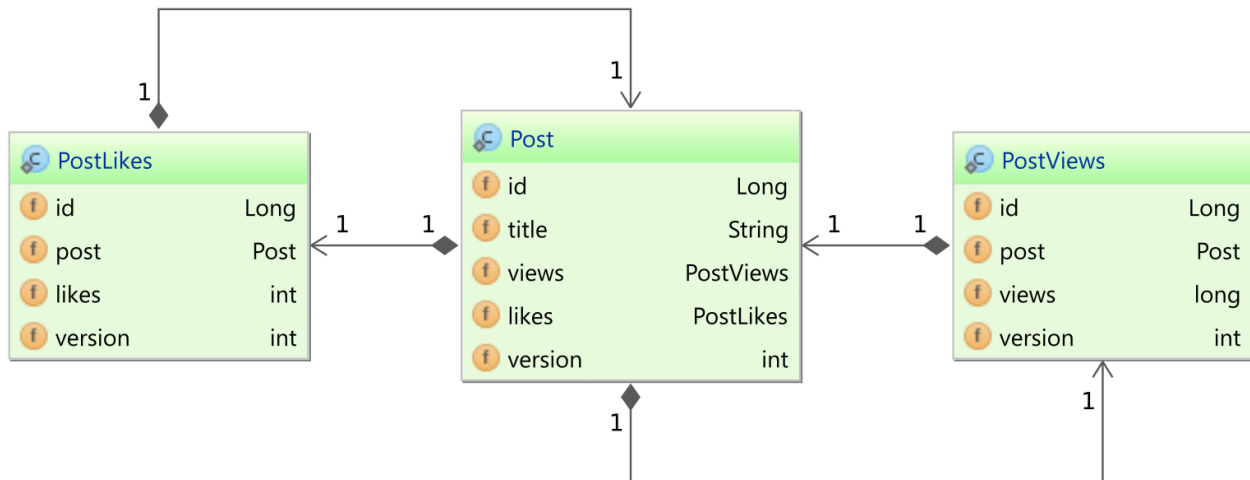 1
1
PostLikes
id Long
post Post
likes int
version int
1
1
Post
id Long
title String
views PostViews
likes PostLikes
version int
1
1
1
PostViews
id Long
post Post
views long
version int
1